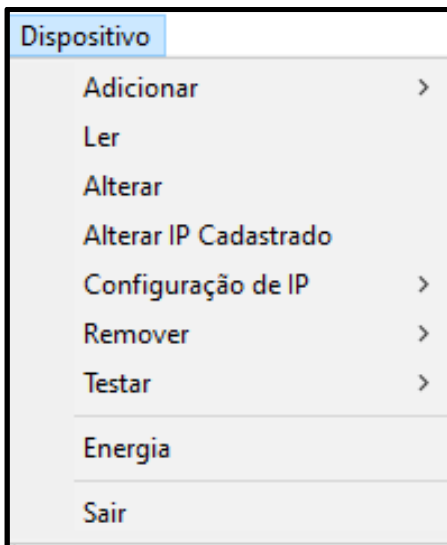 Dispositivo
Adicionar
Ler
Alterar
Alterar IP Cadastrado
Configuração de IP
Remover
Testar
Energia
Sair